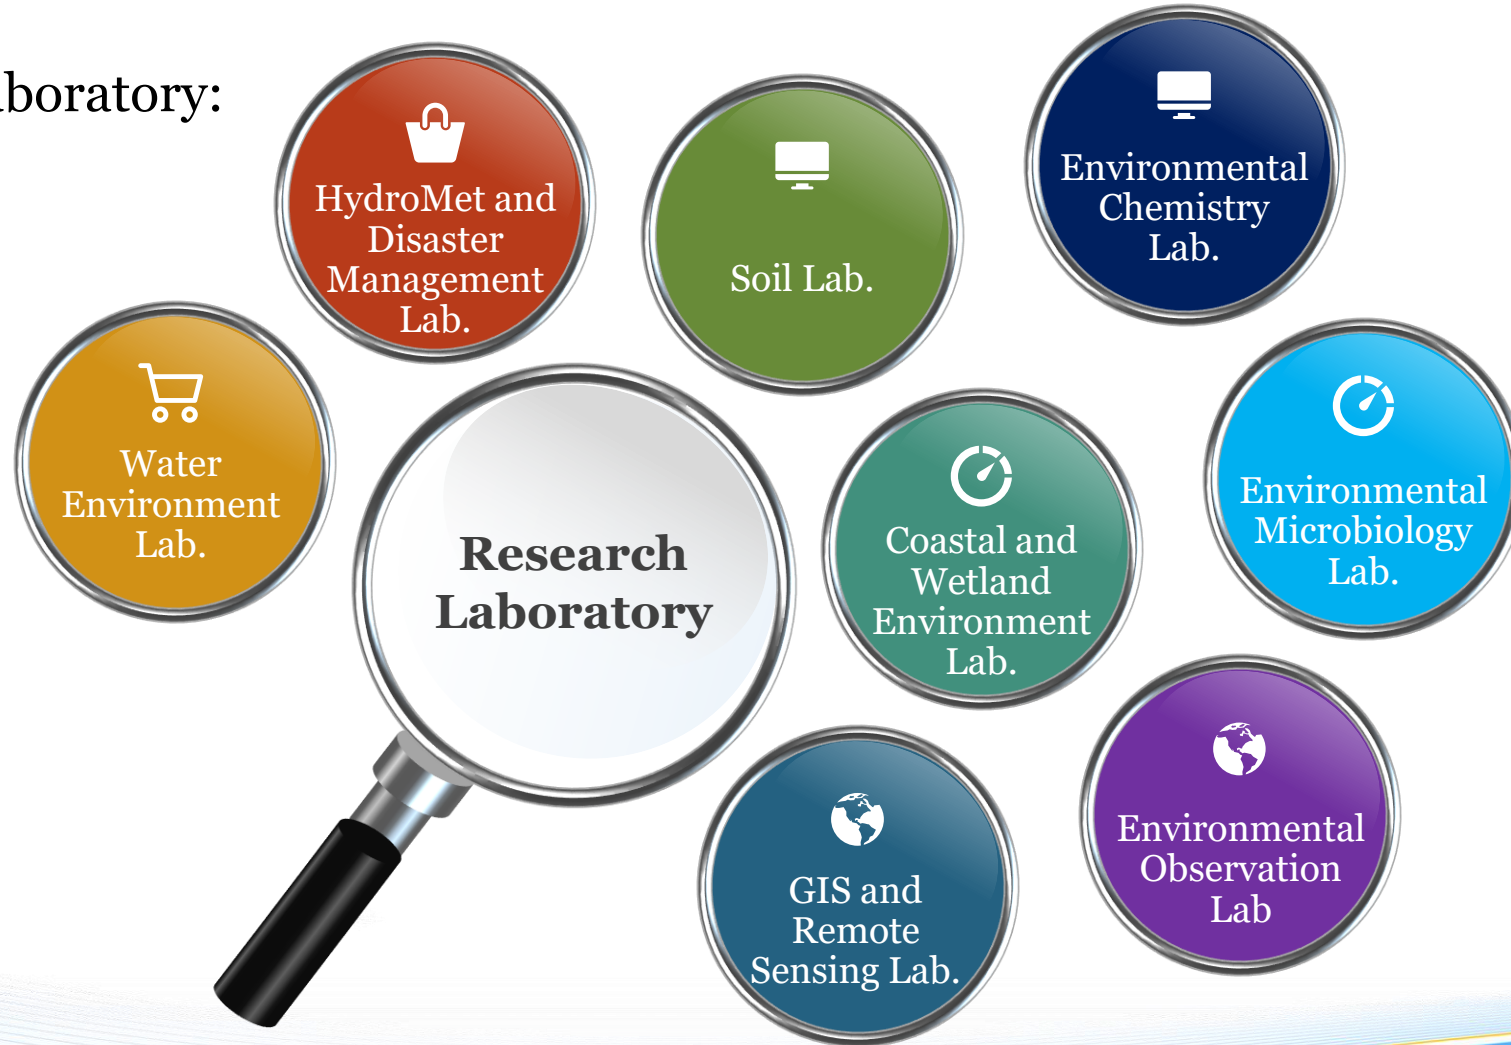 aboratory:
HydroMet and
Disaster
Management
Lab.
Soil Lab.
Environmental
Chemistry
Lab.
Water
Environment
Lab.
Research
Laboratory
Coastal and
Wetland
Environment
Lab.
Environmental
Microbiology
Lab.
GIS and
Remote
Sensing Lab.
Environmental
Observation
Lab